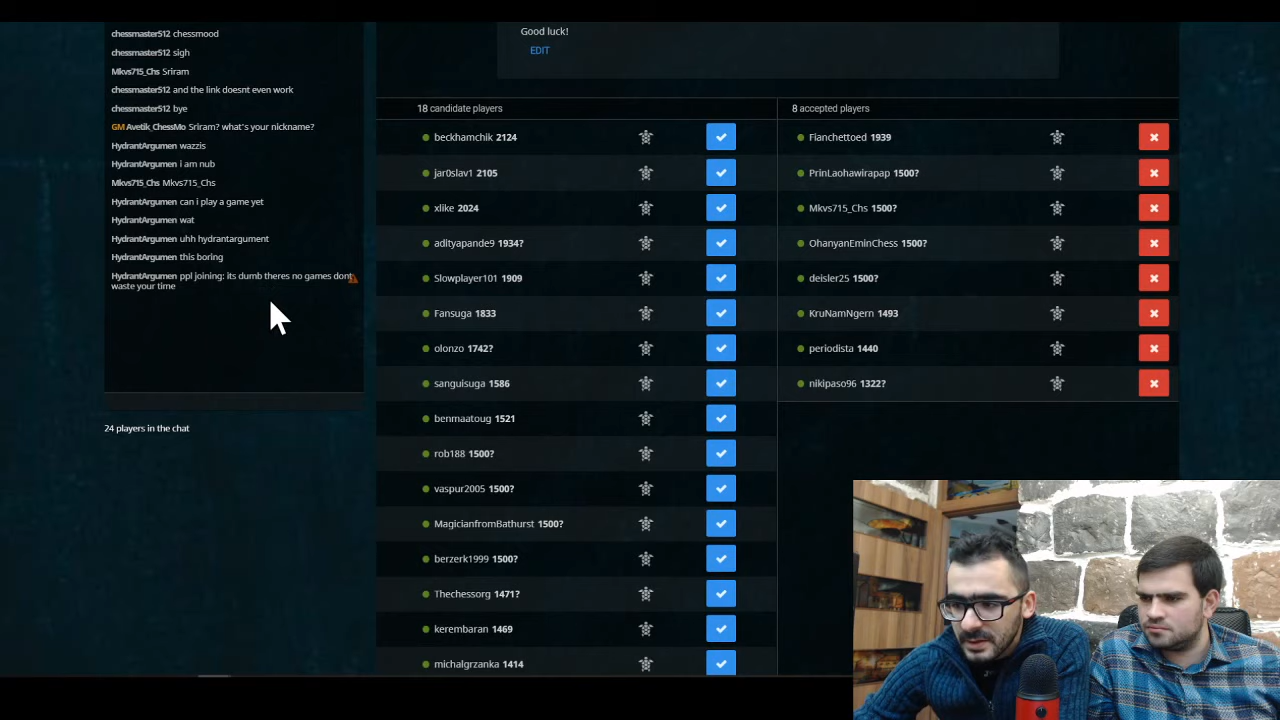 chessmaster512 chessmood
chessmaster512 sigh
Mkvs715_Chs Sriram
chessmaster512 and the link doesnt even work
chessmaster512 bye
GM Avetik_ChessMo Sriram? what's your nickname?
HydrantArgumen wazzis
HydrantArgumen i am nub
Mkvs715_Chs Mkvs715_Chs
HydrantArgumen can i play a game yet
HydrantArgumen wat
HydrantArgumen uhh hydrantargument
HydrantArgumen this boring
HydrantArgumen ppl joining: its dumb theres no games dont
waste your time
24 players in the chat
Good luck!
EDIT
18 candidate players
beckhamchik 2124
jar0slav1 2105
xlike 2024
adityapande9 1934?
Slowplayer101 1909
Fansuga 1833
olonzo 1742?
sanguisuga 1586
benmaatoug 1521
rob188 1500?
vaspur2005 1500?
MagicianfromBathurst 1500?
berzerk1999 1500?
Thechessorg 1471?
kerembaran 1469
michalgrzanka 1414
8 accepted players
Fianchettoed 1939
PrinLaohawirapap 1500?
Mkvs715_Chs 1500?
OhanyanEminChess 1500?
deisler25 1500?
KruNamNgern 1493
periodista 1440
nikipaso96 1322?